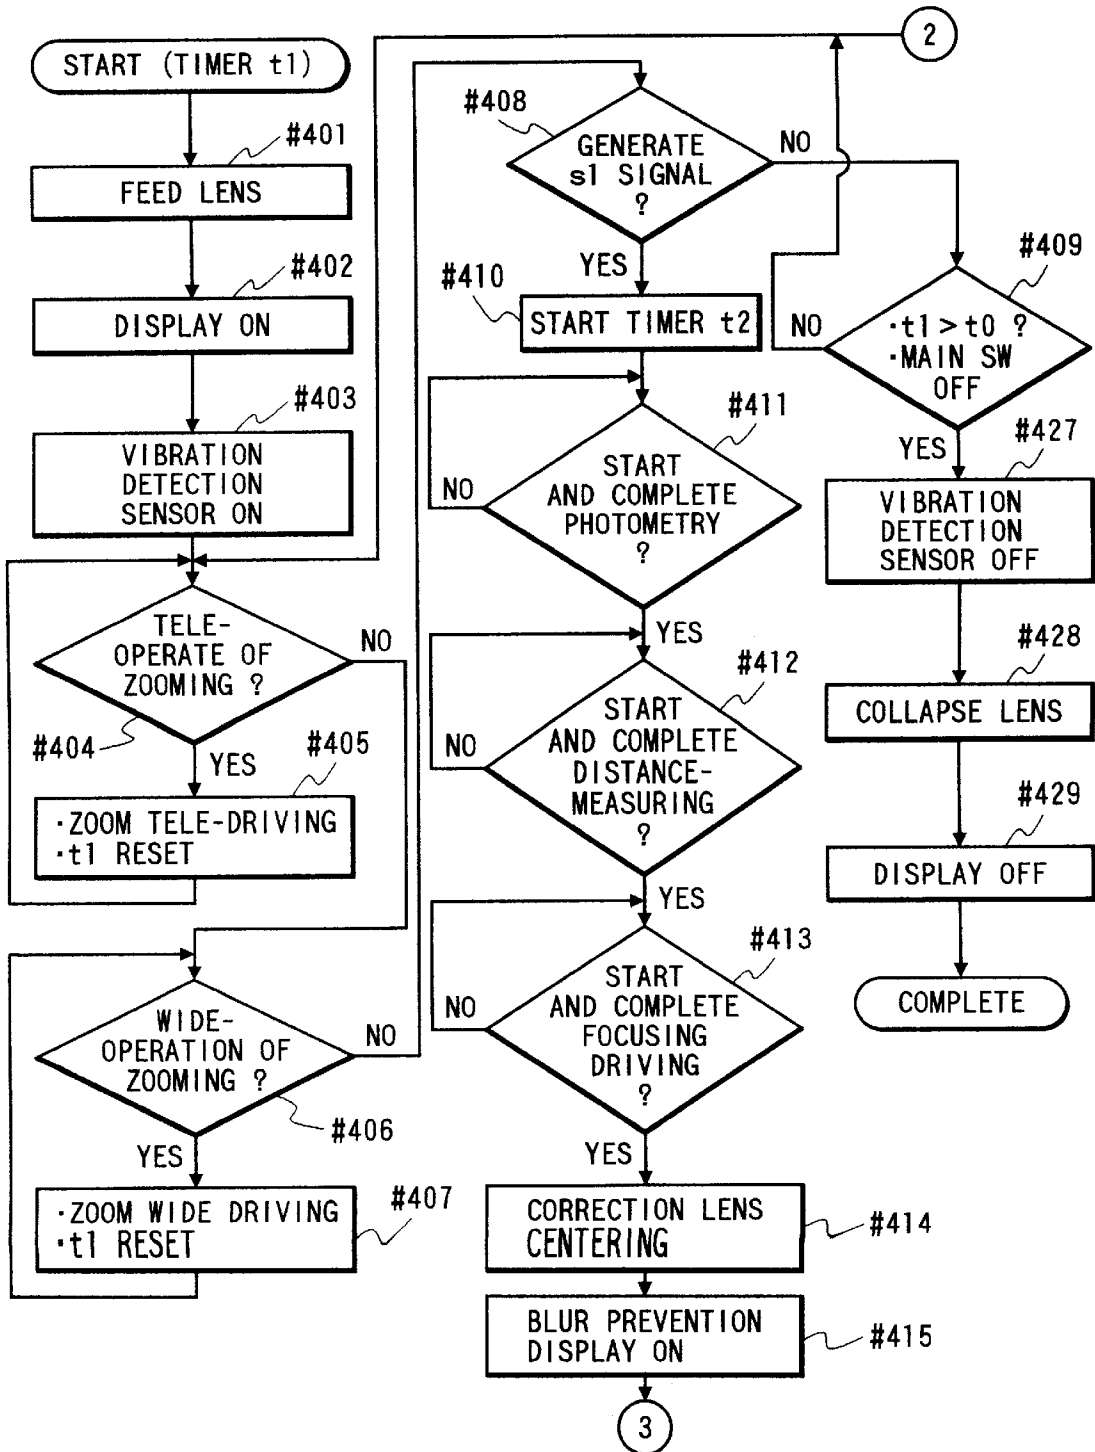 START (TIMER t1)
#401
FEED LENS
#402
DISPLAY ON
#403
VIBRATION
DETECTION
SENSOR ON
TELE-
OPERATE OF
ZOOMING ?
NO
#404
YES
#405
·ZOOM TELE-DRIVING
·t1 RESET
WIDE-
OPERATION OF
ZOOMING ?
NO
#406
YES
·ZOOM WIDE DRIVING
·t1 RESET
#407
2
#408
GENERATE
s1 SIGNAL
?
NO
YES
#410
START TIMER t2
#411
START
AND COMPLETE
PHOTOMETRY
?
NO
YES
#412
START
AND COMPLETE
DISTANCE-
MEASURING
?
NO
YES
#413
START
AND COMPLETE
FOCUSING
DRIVING
?
NO
YES
CORRECTION LENS
CENTERING
#414
BLUR PREVENTION
DISPLAY ON
#415
3
#409
·t1 > t0 ?
·MAIN SW
OFF
NO
YES
#427
VIBRATION
DETECTION
SENSOR OFF
#428
COLLAPSE LENS
#429
DISPLAY OFF
COMPLETE